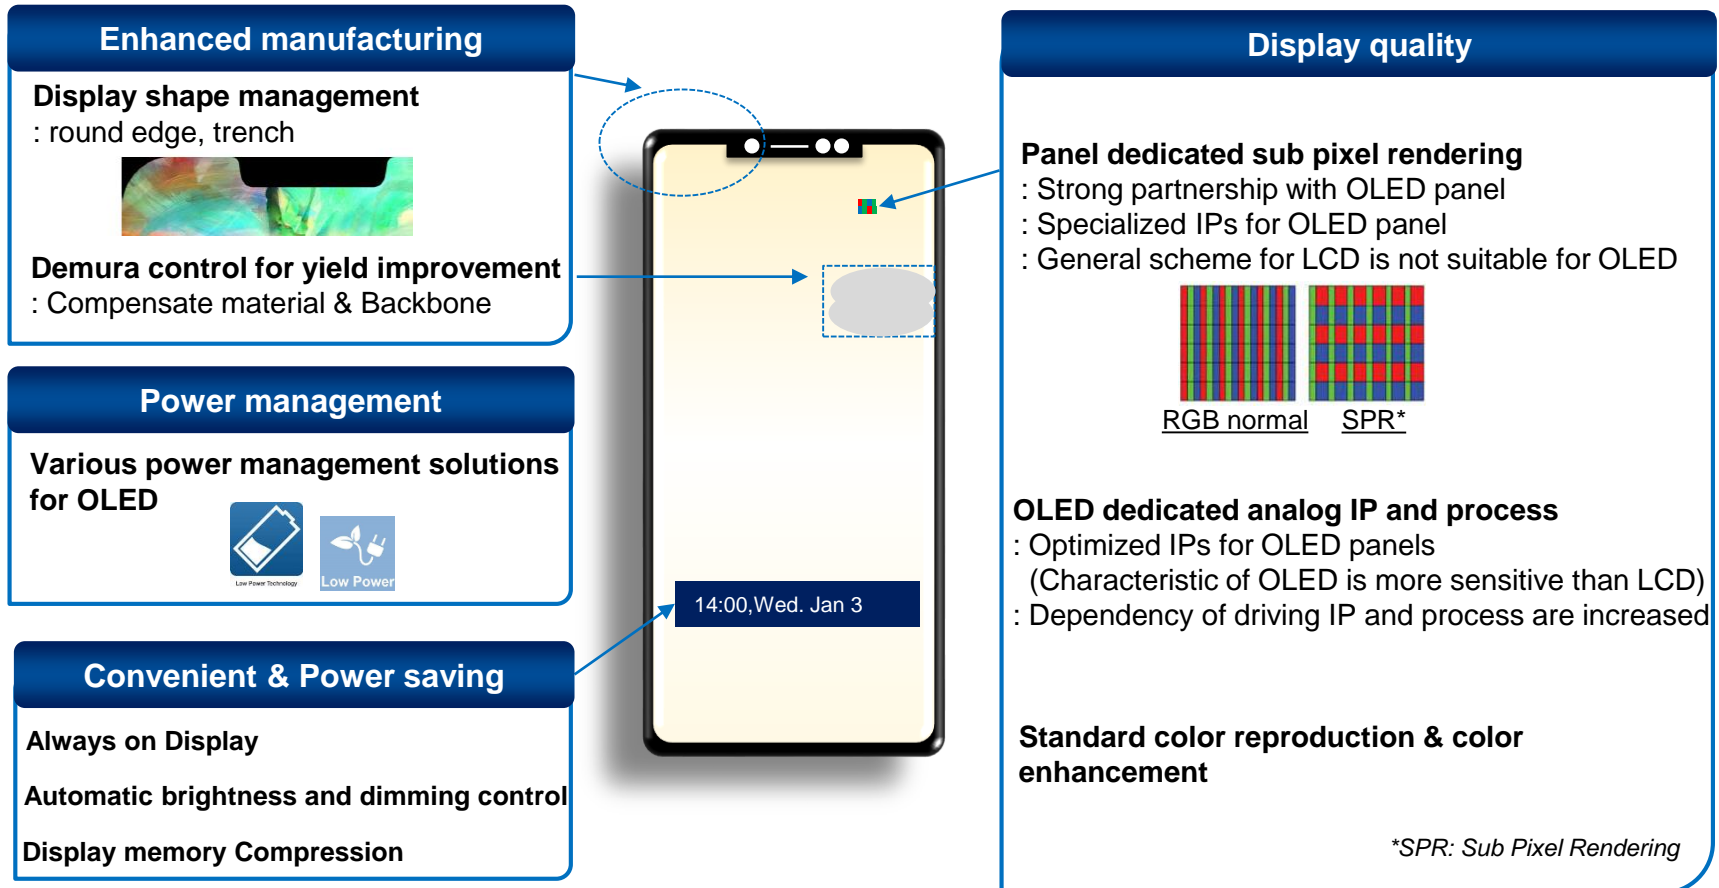 Enhanced manufacturing
Display shape management
: round edge, trench
Demura control for yield improvement
: Compensate material & Backbone
Power management
Various power management solutions
for OLED
Low Power Technology
Low Power
Convenient & Power saving
Always on Display
Automatic brightness and dimming control
Display memory Compression
14:00,Wed. Jan 3
Display quality
Panel dedicated sub pixel rendering
: Strong partnership with OLED panel
: Specialized IPs for OLED panel
: General scheme for LCD is not suitable for OLED
RGB normal SPR*
OLED dedicated analog IP and process
: Optimized IPs for OLED panels
(Characteristic of OLED is more sensitive than LCD)
: Dependency of driving IP and process are increased
Standard color reproduction & color
enhancement
*SPR: Sub Pixel Rendering